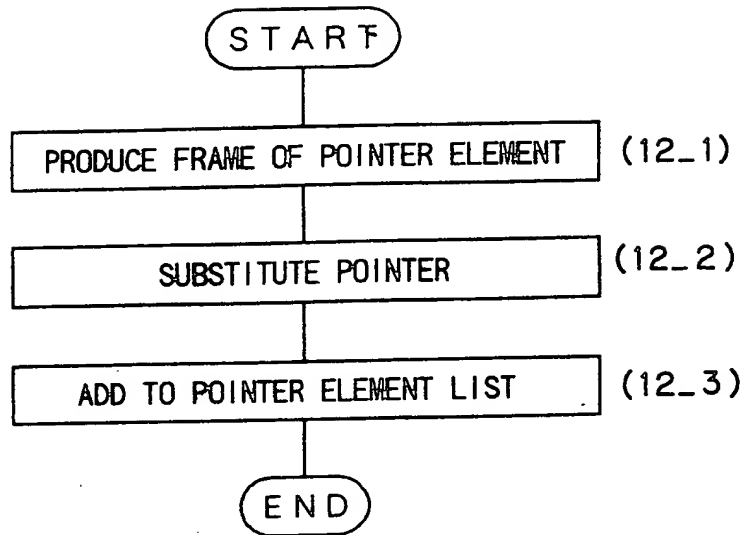 START
PRODUCE FRAME OF POINTER ELEMENT (12_1)
SUBSTITUTE POINTER (12_2)
ADD TO POINTER ELEMENT LIST (12_3)
END